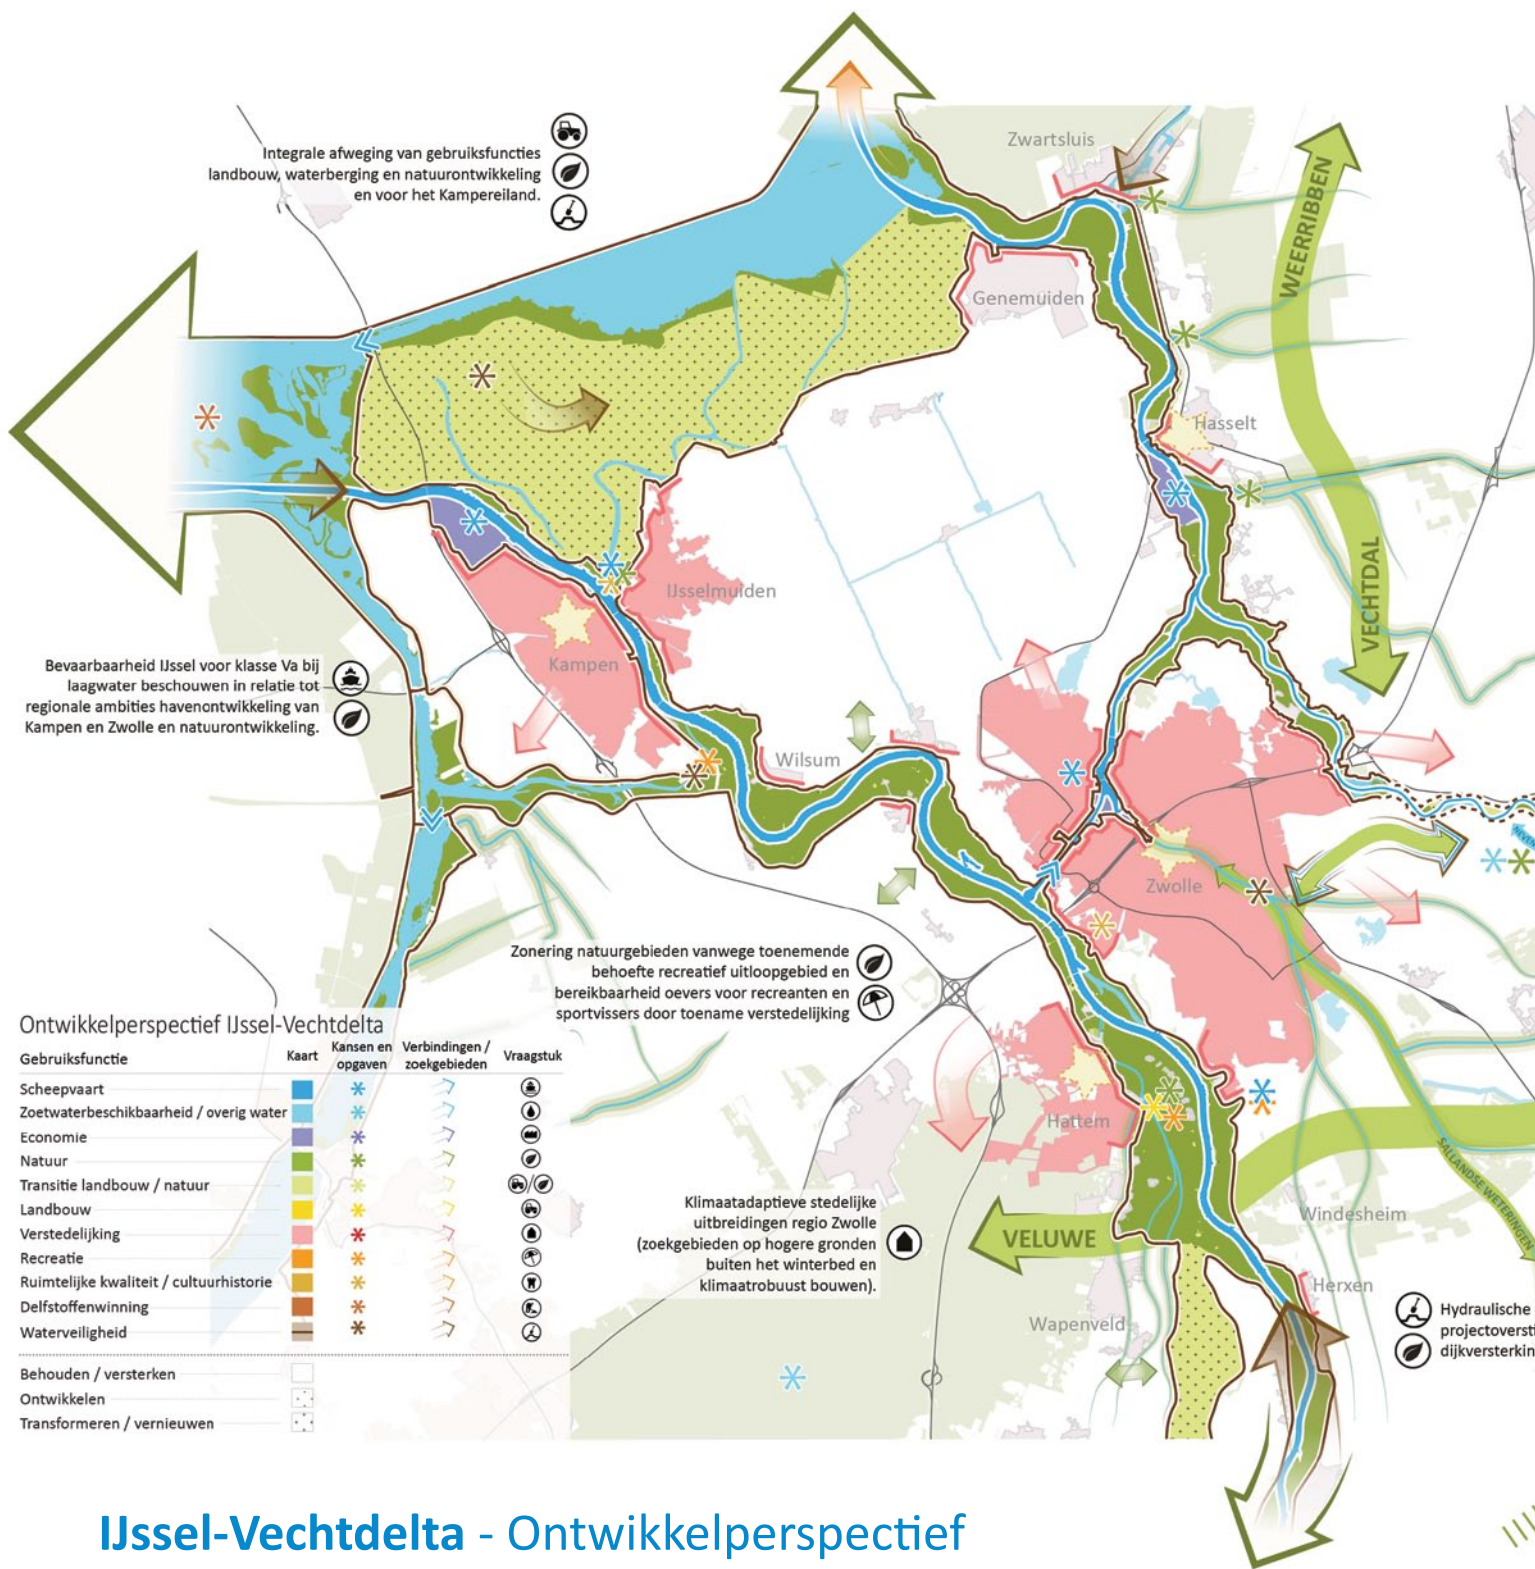 Integrale afweging van gebruiksfuncties
landbouw, waterberging en natuurontwikkeling
en voor het Kampereiland.
Zwartsluis
WEERRIBBEN
Genemuiden
Hasselt
VECHTDAL
IJsselmuiden
Kampen
Bevaarbaarheid IJssel voor klasse Va bij
laagwater beschouwen in relatie tot
regionale ambities havenontwikkeling van
Kampen en Zwolle en natuurontwikkeling.
Wilsum
Zwolle
Zonering natuurgebieden vanwege toenemende
behoefte recreatief uitloopgebied en
bereikbaarheid oevers voor recreanten en
sportvissers door toename verstedelijking
Hattem
SALLANDSE WETERINGEN
Klimaatadaptieve stedelijke
uitbreidingen regio Zwolle
(zoekgebieden op hogere gronden
buiten het winterbed en
klimaatrobuust bouwen).
VELUWE
Windesheim
Herxen
Wapenveld
Hydraulische
projectoversti
dijkversterkin
Ontwikkelperspectief IJssel-Vechtdelta
Gebruiksfunctie Kaart Kansen en opgaven Verbindingen / zoekgebieden Vraagstuk
Scheepvaart
Zoetwaterbeschikbaarheid / overig water
Economie
Natuur
Transitie landbouw / natuur
Landbouw
Verstedelijking
Recreatie
Ruimtelijke kwaliteit / cultuurhistorie
Delfstoffenwinning
Waterveiligheid
Behouden / versterken
Ontwikkelen
Transformeren / vernieuwen
IJssel-Vechtdelta - Ontwikkelperspectief